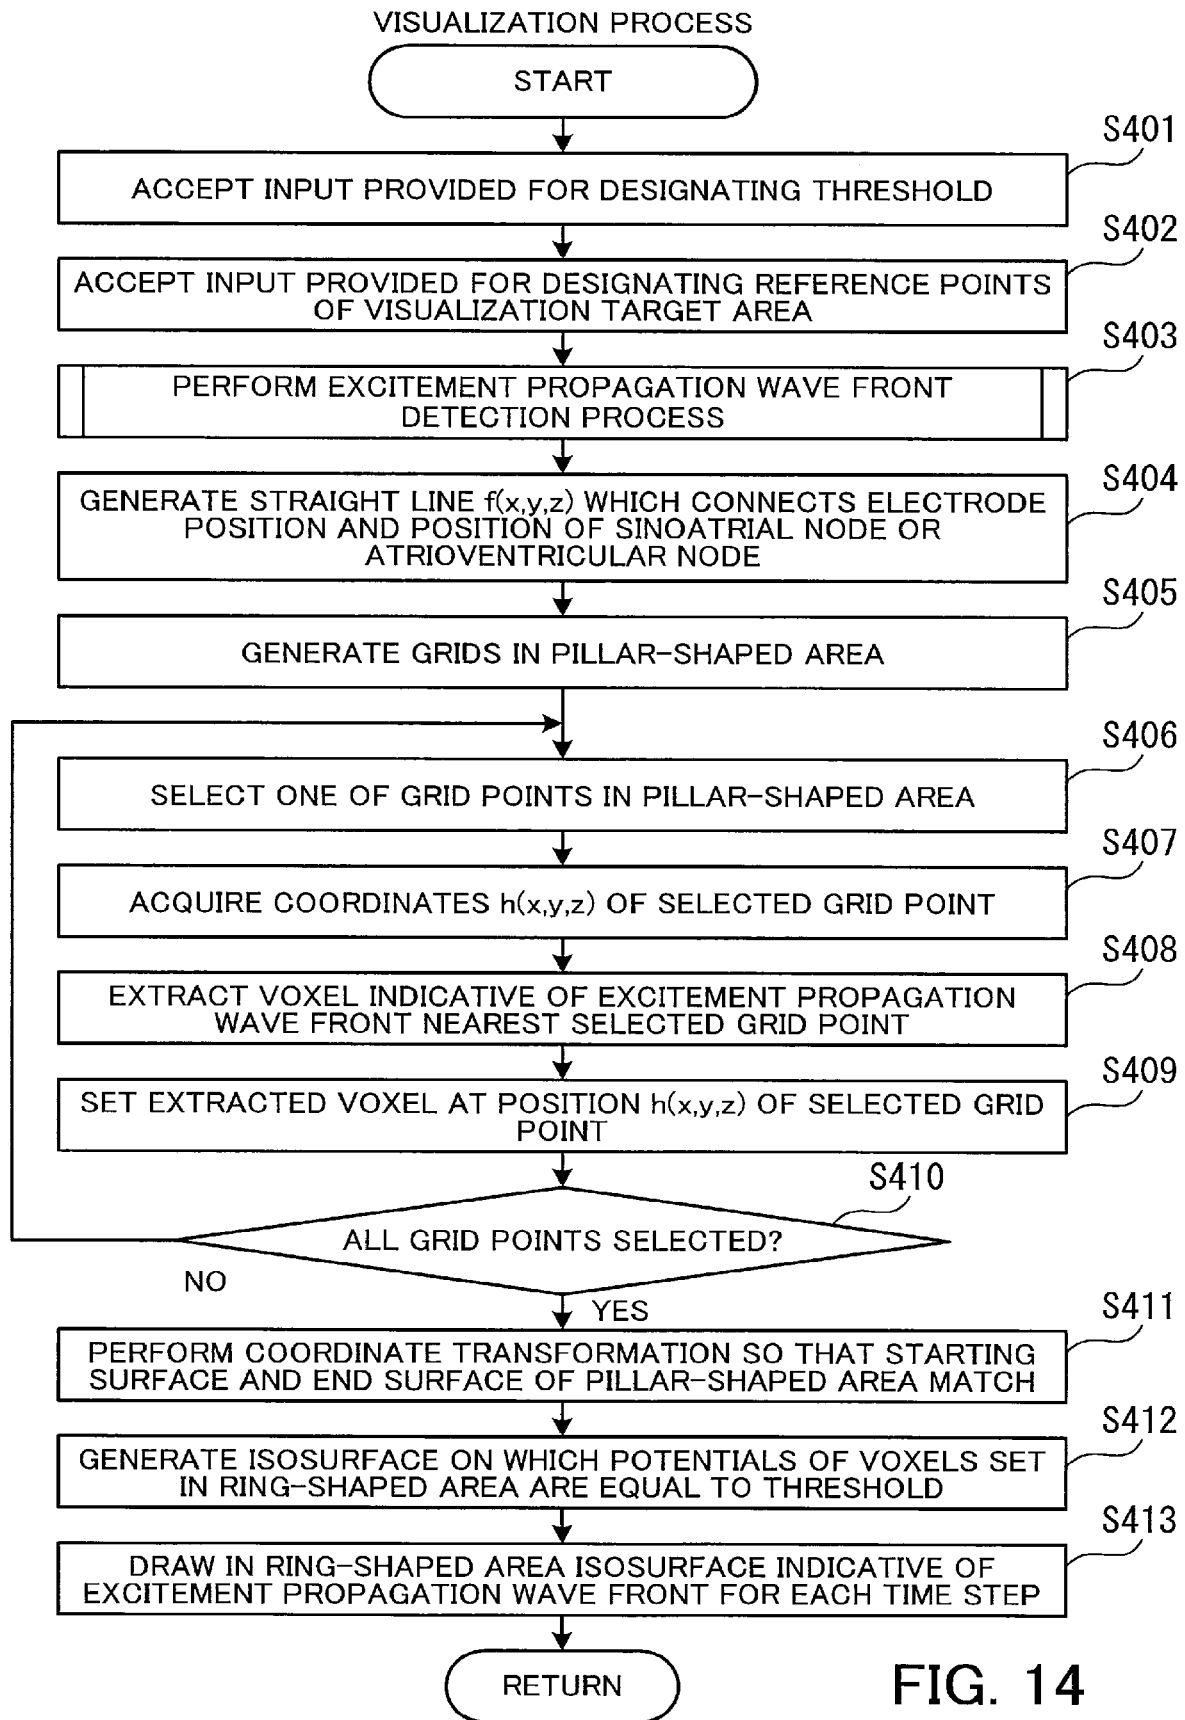 VISUALIZATION PROCESS
START
S401
ACCEPT INPUT PROVIDED FOR DESIGNATING THRESHOLD
S402
ACCEPT INPUT PROVIDED FOR DESIGNATING REFERENCE POINTS
OF VISUALIZATION TARGET AREA
S403
PERFORM EXCITEMENT PROPAGATION WAVE FRONT
DETECTION PROCESS
S404
GENERATE STRAIGHT LINE f(x,y,z) WHICH CONNECTS ELECTRODE
POSITION AND POSITION OF SINOATRIAL NODE OR
ATRIOVENTRICULAR NODE
S405
GENERATE GRIDS IN PILLAR-SHAPED AREA
S406
SELECT ONE OF GRID POINTS IN PILLAR-SHAPED AREA
S407
ACQUIRE COORDINATES h(x,y,z) OF SELECTED GRID POINT
S408
EXTRACT VOXEL INDICATIVE OF EXCITEMENT PROPAGATION
WAVE FRONT NEAREST SELECTED GRID POINT
S409
SET EXTRACTED VOXEL AT POSITION h(x,y,z) OF SELECTED GRID
POINT
S410
ALL GRID POINTS SELECTED?
NO
YES
S411
PERFORM COORDINATE TRANSFORMATION SO THAT STARTING
SURFACE AND END SURFACE OF PILLAR-SHAPED AREA MATCH
S412
GENERATE ISOSURFACE ON WHICH POTENTIALS OF VOXELS SET
IN RING-SHAPED AREA ARE EQUAL TO THRESHOLD
S413
DRAW IN RING-SHAPED AREA ISOSURFACE INDICATIVE OF
EXCITEMENT PROPAGATION WAVE FRONT FOR EACH TIME STEP
RETURN
FIG. 14